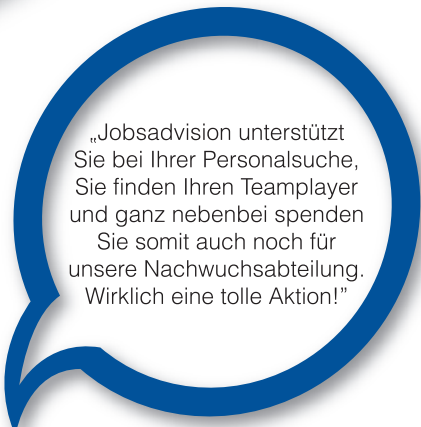 „Jobsadvision unterstützt
Sie bei Ihrer Personalsuche,
Sie finden Ihren Teamplayer
und ganz nebenbei spenden
Sie somit auch noch für
unsere Nachwuchsabteilung.
Wirklich eine tolle Aktion!”